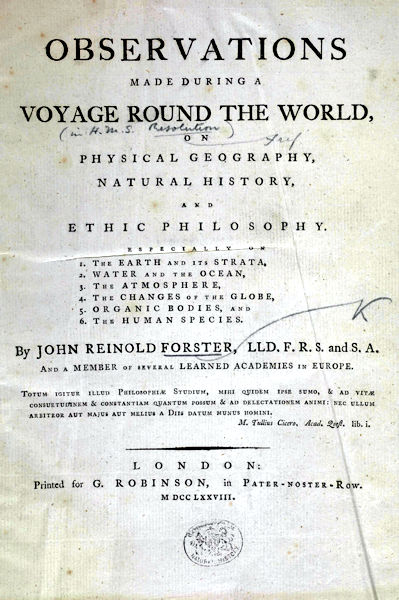 OBSERVATIONS
MADE DURING A
VOYAGE ROUND THE WORLD,
(in H.M.S. Resolution)
ON
PHYSICAL GEOGRAPHY,
NATURAL HISTORY,
AND
ETHIC PHILOSOPHY.
ESPECIALLY ON
1. THE EARTH AND ITS STRATA,
2. WATER AND THE OCEAN,
3. THE ATMOSPHERE,
4. THE CHANGES OF THE GLOBE,
5. ORGANIC BODIES, AND
6. THE HUMAN SPECIES.
K
By JOHN REINOLD FORSTER, LLD. F. R. S. and S. A.
AND A MEMBER OF SEVERAL LEARNED ACADEMIES IN EUROPE.
TOTUM IGITUR ILLUD PHILOSOPHIÆ STUDIUM, MIHI QUIDEM IPSE SUMO, & AD VITÆ
CONSUETUDINEM & CONSTANTIAM QUANTUM POSSUM & AD DELECTATIONEM ANIMI: NEC ULLUM
ARBITROR AUT MAJUS AUT MELIUS A DIIS DATUM MUNUS HOMINI.
M. Tullius Cicero, Acad. Quæst. lib. i.
LONDON:
Printed for G. ROBINSON, in PATER-NOSTER-ROW.
MDCCLXXVIII.
NATURAL HISTORY